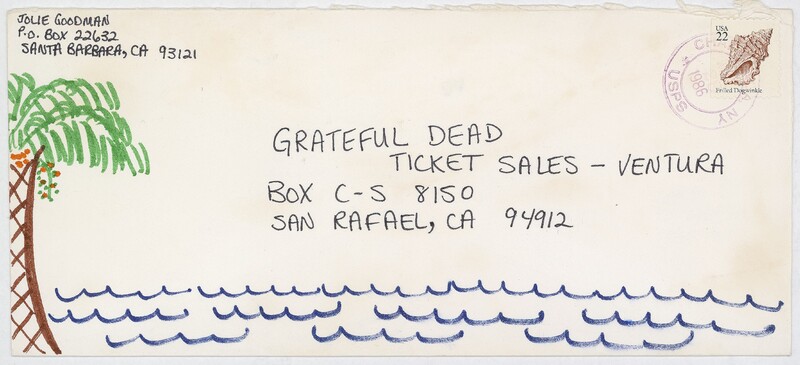 JOLIE GOODMAN
P.O. BOX 22632
SANTA BARBARA, CA 93121
USA
22
Frilled Dogwinkle
NY
USPS
1986
GRATEFUL DEAD
TICKET SALES – VENTURA
BOX C-S 8150
SAN RAFAEL, CA 94912